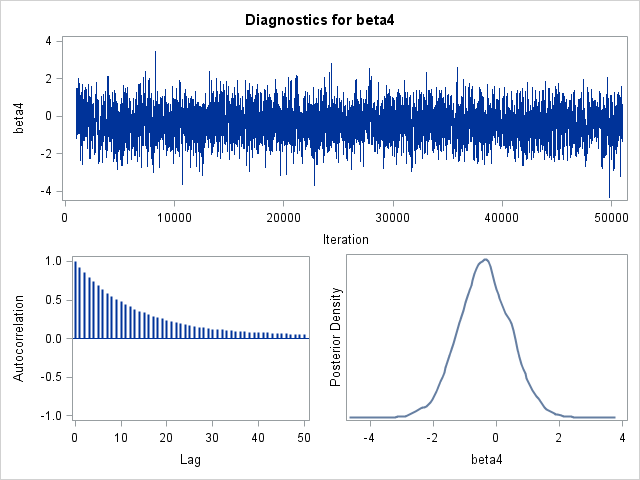 Diagnostics for beta4
beta4
4
2
0
-2
-4
0 10000 20000 30000 40000 50000
Iteration
Autocorrelation
1.0
0.5
0.0
-0.5
-1.0
0 10 20 30 40 50
Lag
Posterior Density
-4 -2 0 2 4
beta4